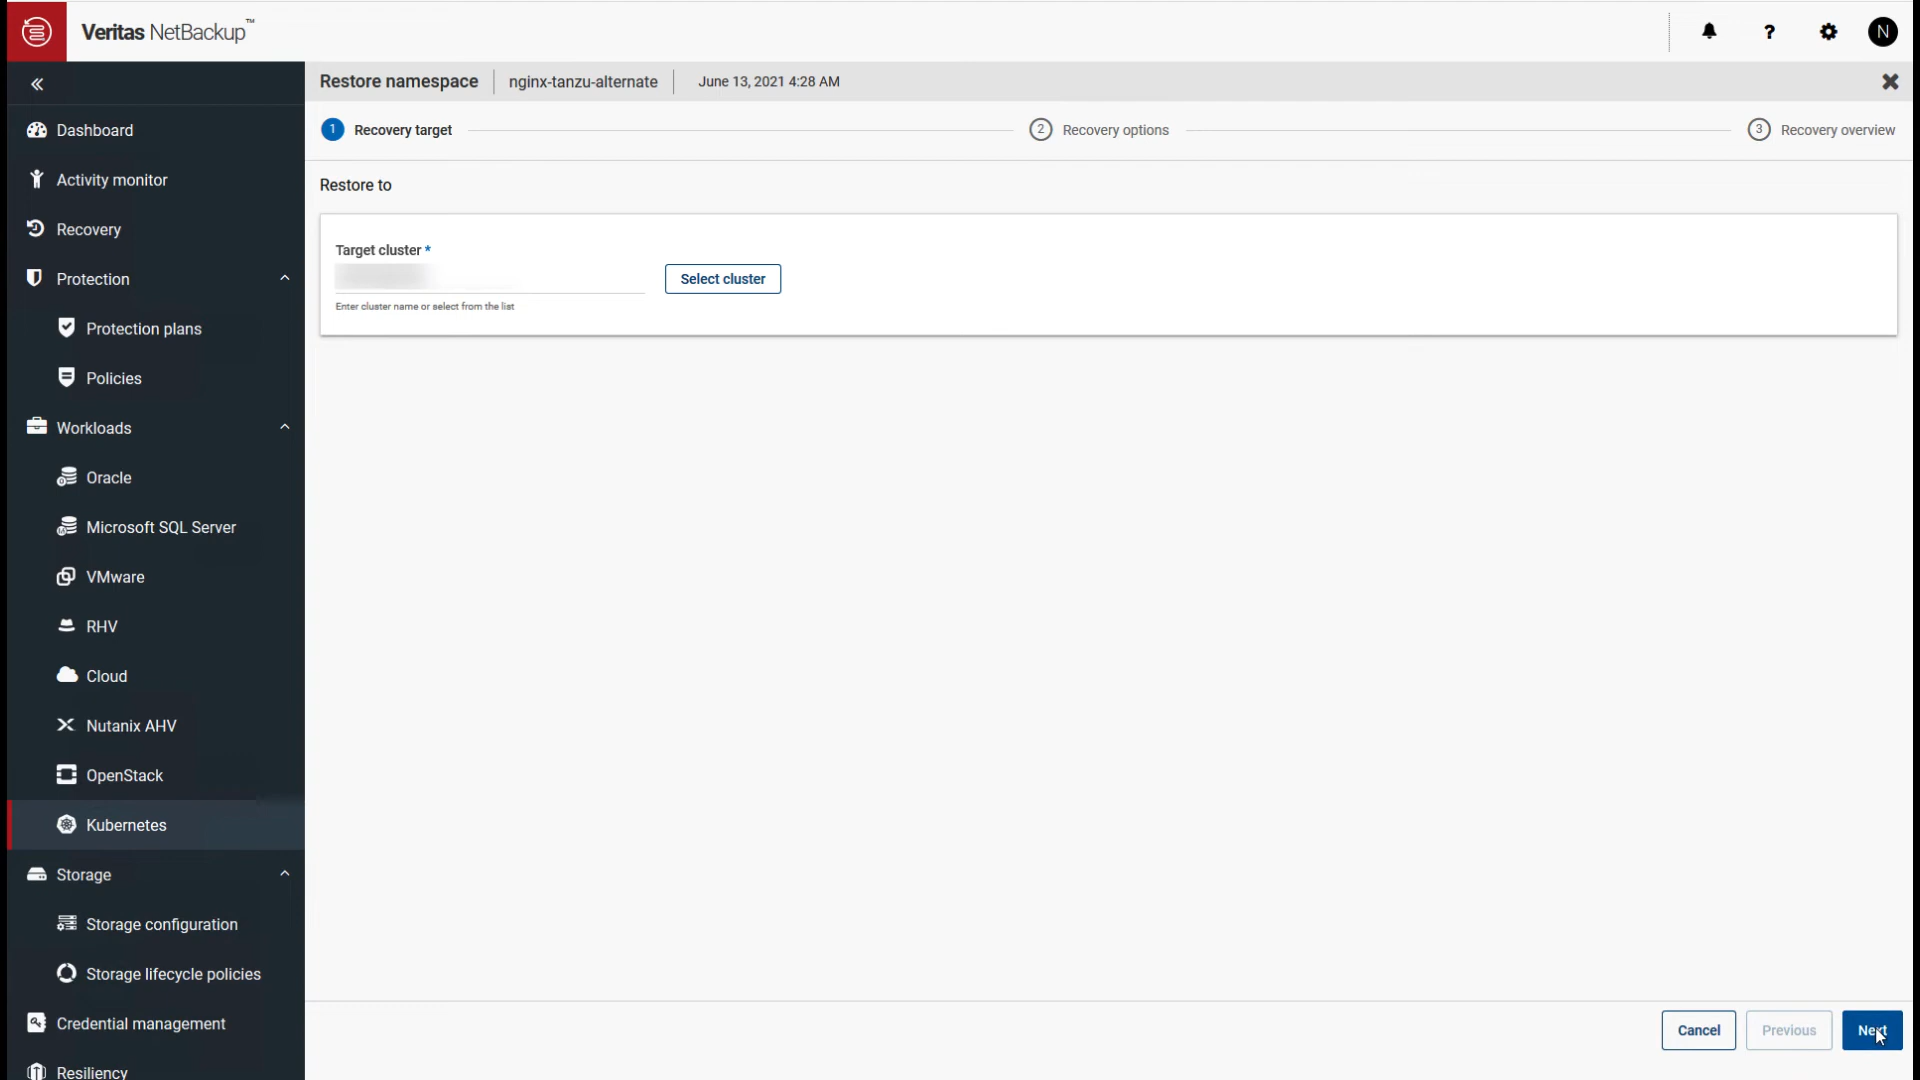 Veritas NetBackup™
?
N
Restore namespace
nginx-tanzu-alternate
June 13, 2021 4:28 AM
1 Recovery target
2 Recovery options
3 Recovery overview
Dashboard
Activity monitor
Recovery
Protection
Protection plans
Policies
Workloads
Oracle
Microsoft SQL Server
VMware
RHV
Cloud
Nutanix AHV
OpenStack
Kubernetes
Storage
Storage configuration
Storage lifecycle policies
Credential management
Resiliency
Restore to
Target cluster *
Select cluster
Enter cluster name or select from the list
Cancel
Previous
Next